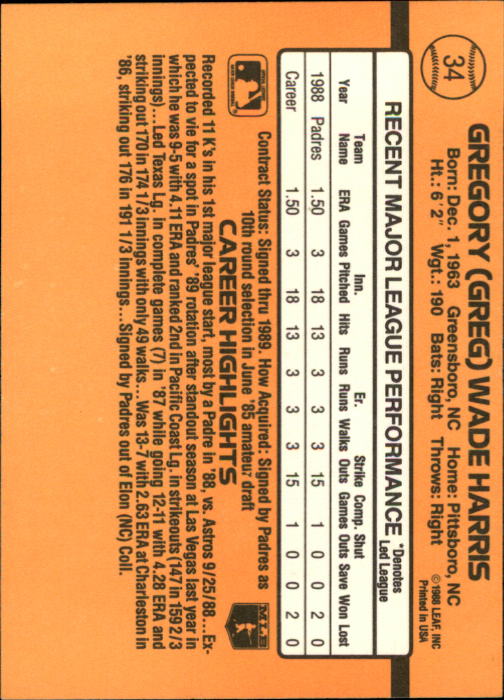 34
GREGORY (GREG) WADE HARRIS
Born: Dec. 1, 1963 Greensboro, NC Home: Pittsboro, NC
Ht.: 6' 2" Wgt.: 190 Bats: Right Throws: Right
©1988 LEAF, INC
Printed in USA
RECENT MAJOR LEAGUE PERFORMANCE *Denotes Led League
Team Inn. Er. Strike Comp. Shut
Year Name ERA Games Pitched Hits Runs Runs Walks Outs Games Outs Save Won Lost
1988 Padres 1.50 3 18 13 3 3 3 15 1 0 0 2 0
Career 1.50 3 18 13 3 3 3 15 1 0 0 2 0
Contract Status: Signed thru 1989. How Acquired: Signed by Padres as
10th round selection in June '85 amateur draft
CAREER HIGHLIGHTS
MLB
Recorded 11 K's in his 1st major league start, most by a Padre in '88, vs. Astros 9/25/88... Ex-
pected to vie for a spot in Padres' '89 rotation after standout season at Las Vegas last year in
which he was 9-5 with 4.11 ERA and ranked 2nd in Pacific Coast Lg. in strikeouts (147 in 159 2/3
innings)...Led Texas Lg. in complete games (7) in '87 while going 12-11 with 4.28 ERA and
striking out 170 in 174 1/3 innings with only 49 walks... Was 13-7 with 2.63 ERA at Charleston in
'86, striking out 176 in 191 1/3 innings....Signed by Padres out of Elon (NC) Coll.